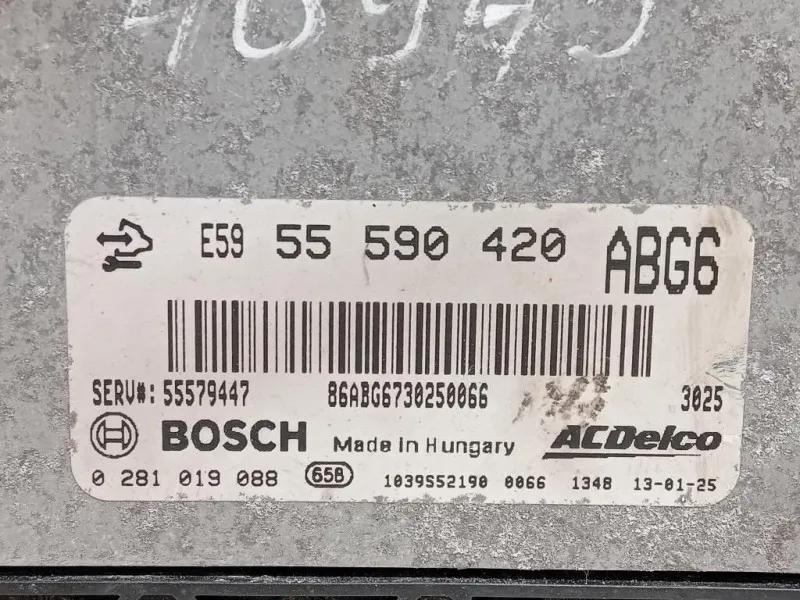 E59 55 590 420 ABG6
SERV#: 55579447 86ABG6730250066 3025
BOSCH Made in Hungary ACDelco
0 281 019 088 65B 1039S52190 0066 1348 13-01-25